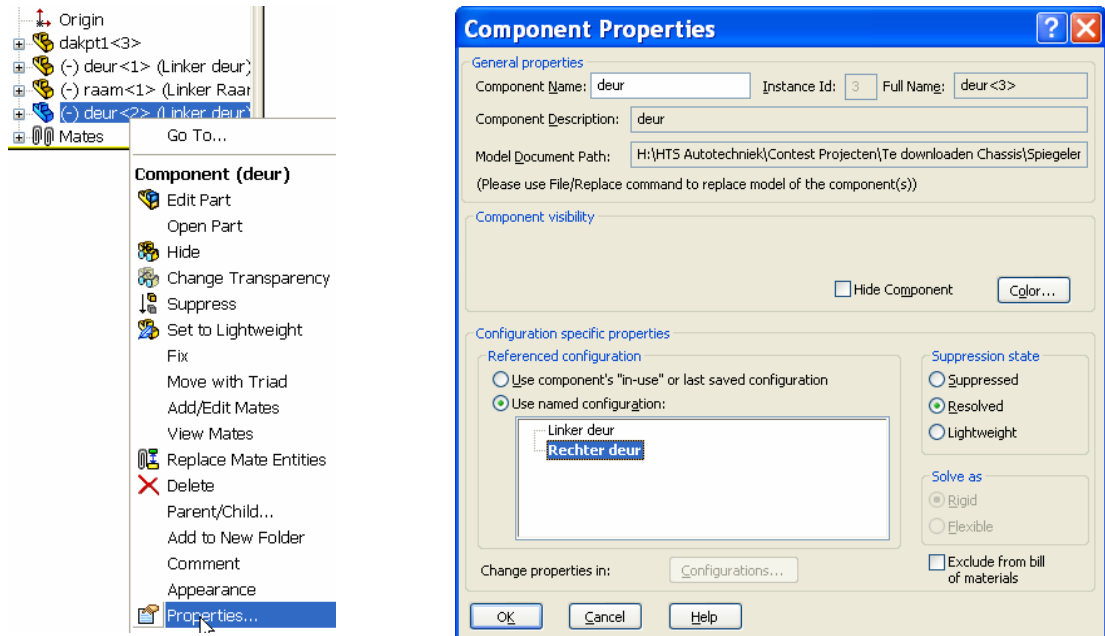 Origin
dakpt1<3>
(-) deur<1> (Linker deur)
(-) raam<1> (Linker Raar
(-) deur<2> (Linker deur)
Mates
Go To...
Component (deur)
Edit Part
Open Part
Hide
Change Transparency
Suppress
Set to Lightweight
Fix
Move with Triad
Add/Edit Mates
View Mates
Replace Mate Entities
Delete
Parent/Child...
Add to New Folder
Comment
Appearance
Properties...
Component Properties
General properties
Component Name: deur Instance Id: 3 Full Name: deur<3>
Component Description: deur
Model Document Path: H:\HTS Autotechniek\Contest Projecten\Te downloaden Chassis\Spiegeler
(Please use File/Replace command to replace model of the component(s))
Component visibility
Hide Component Color...
Configuration specific properties
Referenced configuration
Use component's "in-use" or last saved configuration
Use named configuration:
Linker deur
Rechter deur
Suppression state
Suppressed
Resolved
Lightweight
Solve as
Rigid
Flexible
Change properties in: Configurations...
Exclude from bill
of materials
OK Cancel Help